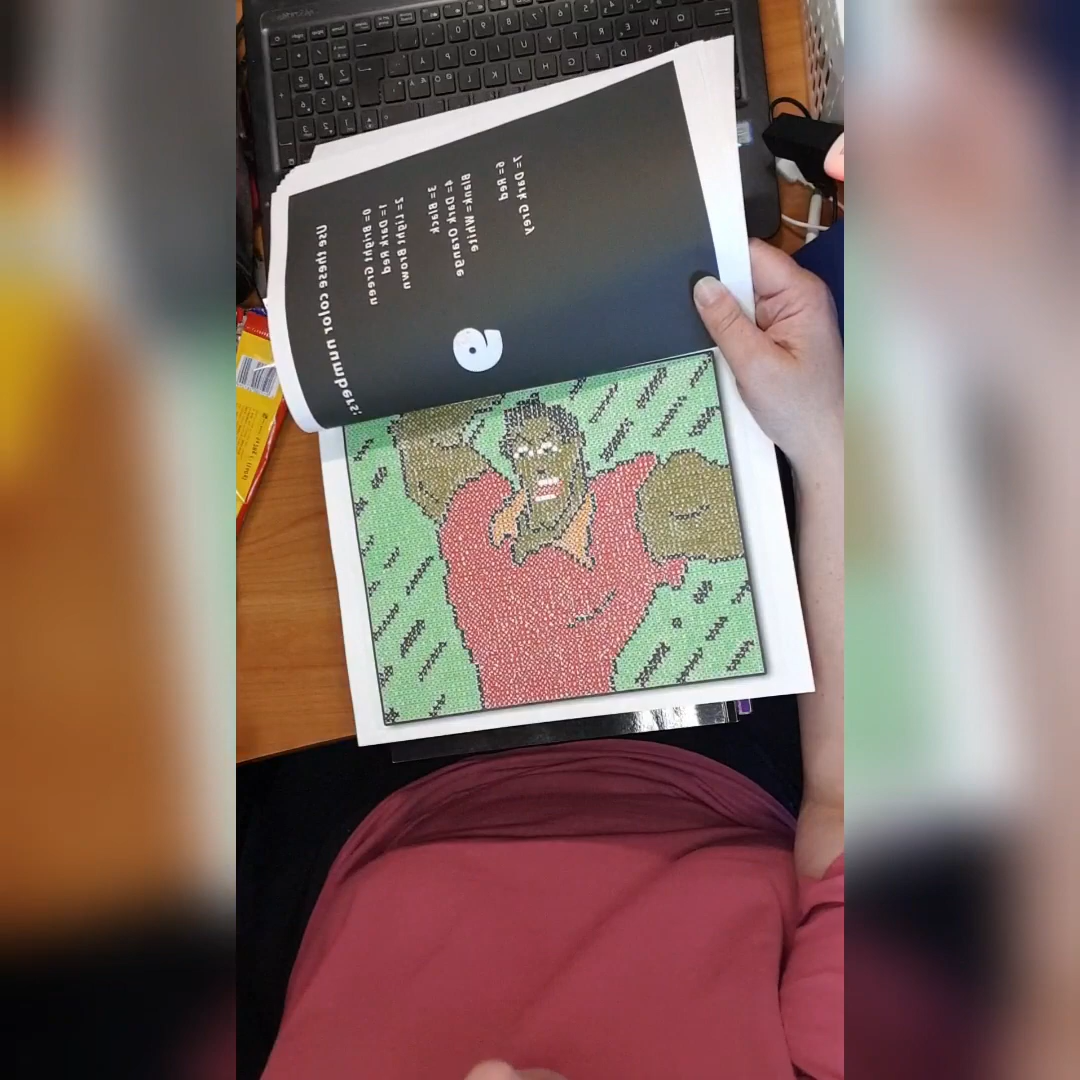 Use these color numbers:
0= Bright Green
1= Dark Red
2= Light Brown
3= Black
4= Dark Orange
Blank= White
6= Red
7= Dark Grey